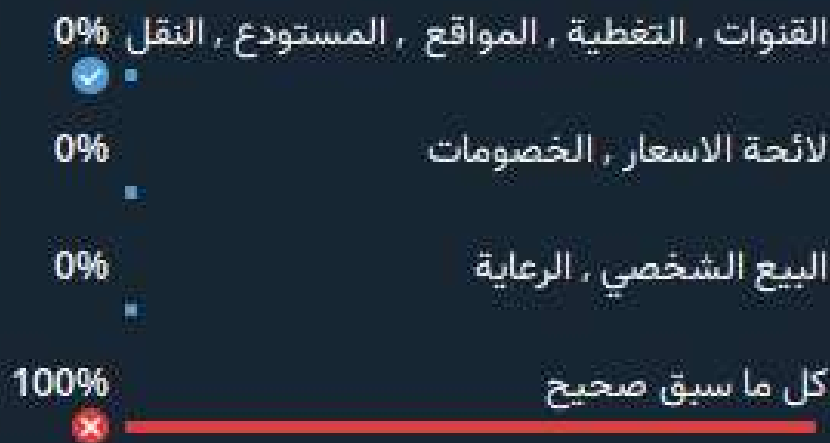 القنوات , التغطية , المواقع , المستودع , النقل 0%
لائحة الاسعار , الخصومات 0%
البيع الشخصي , الرعاية 0%
كل ما سبق صحيح 100%